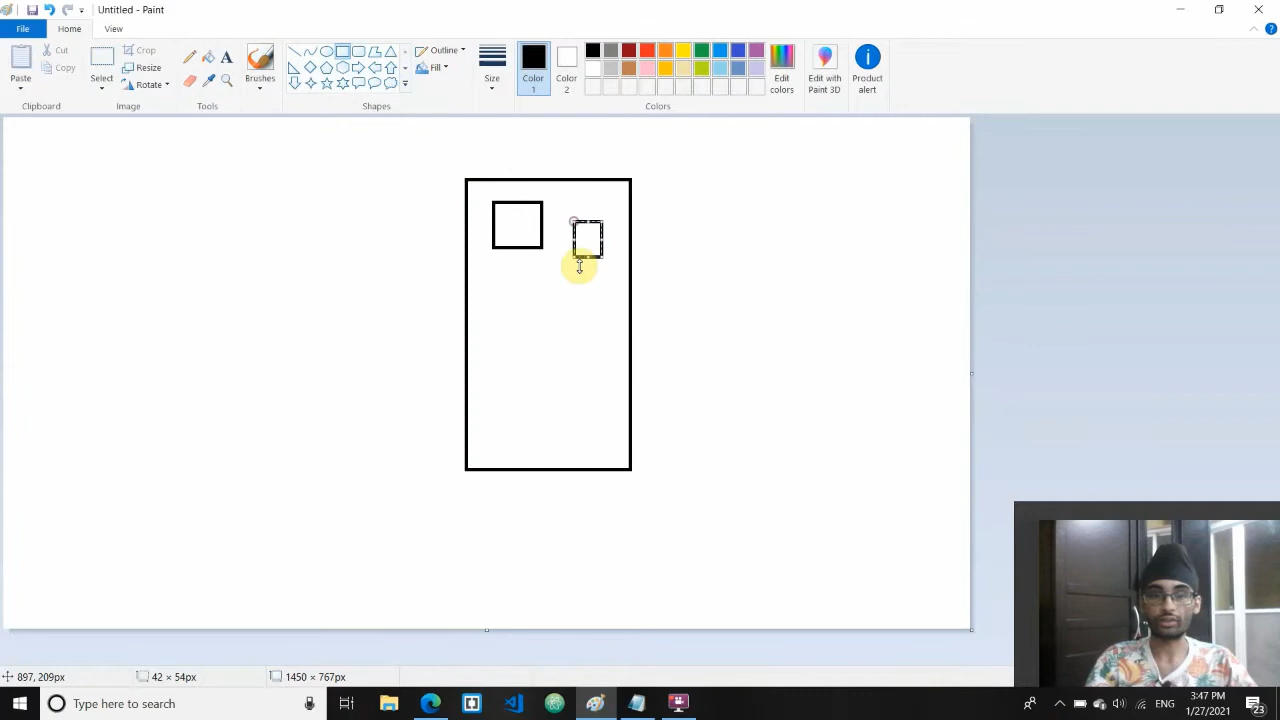 Untitled - Paint
File
Home
View
Paste
Cut
Copy
Clipboard
Select
Crop
Resize
Rotate
Image
Tools
Brushes
Shapes
Outline
Fill
Size
Color
1
Color
2
Edit
colors
Colors
Edit with
Paint 3D
Product
alert
897, 209px
42 × 54px
1450 × 767px
Type here to search
ENG
3:47 PM
1/27/2021
23